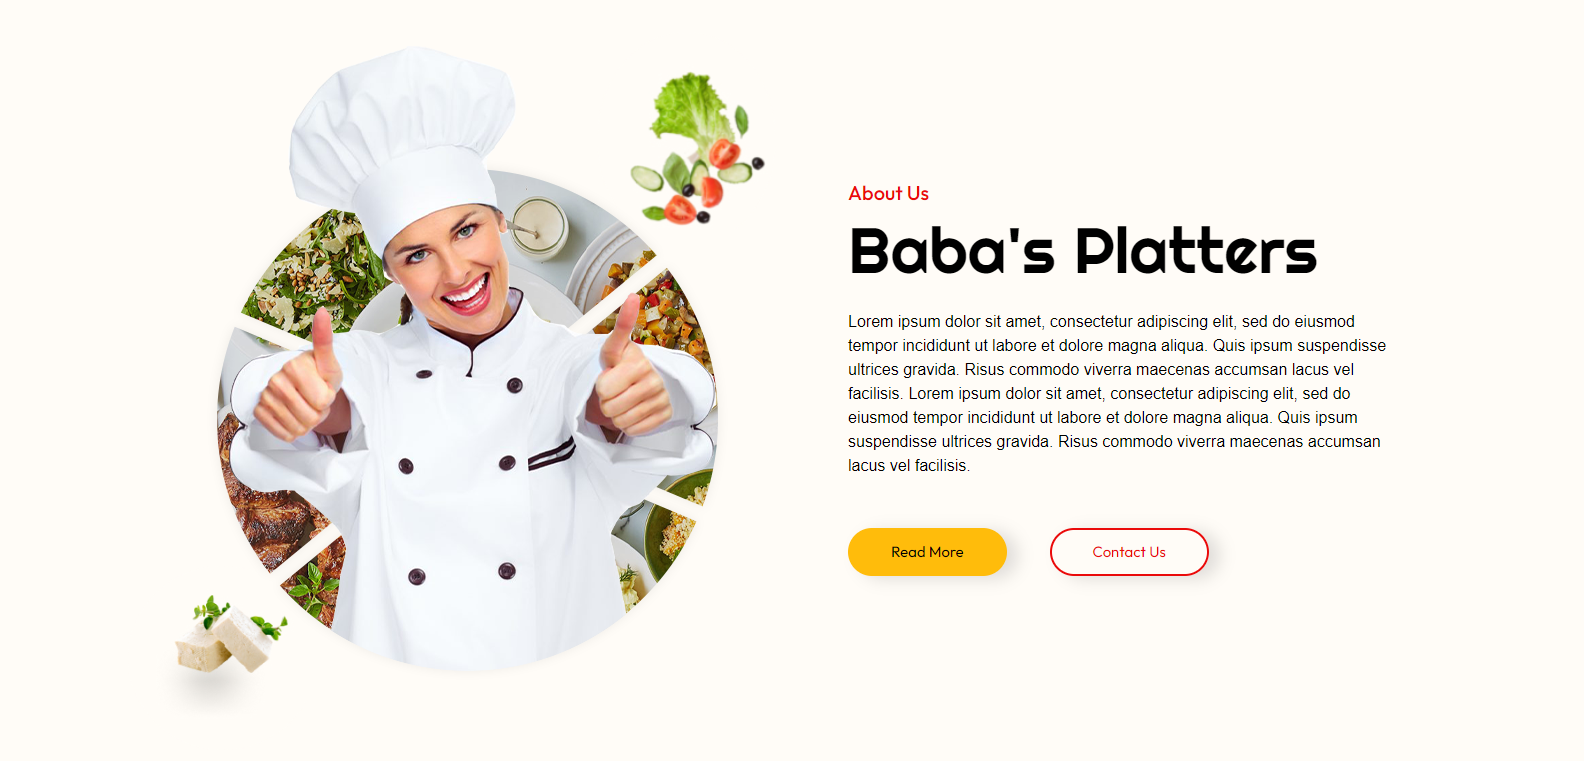 About Us
Baba's Platters
Lorem ipsum dolor sit amet, consectetur adipiscing elit, sed do eiusmod
tempor incididunt ut labore et dolore magna aliqua. Quis ipsum suspendisse
ultrices gravida. Risus commodo viverra maecenas accumsan lacus vel
facilisis. Lorem ipsum dolor sit amet, consectetur adipiscing elit, sed do
eiusmod tempor incididunt ut labore et dolore magna aliqua. Quis ipsum
suspendisse ultrices gravida. Risus commodo viverra maecenas accumsan
lacus vel facilisis.
Read More
Contact Us